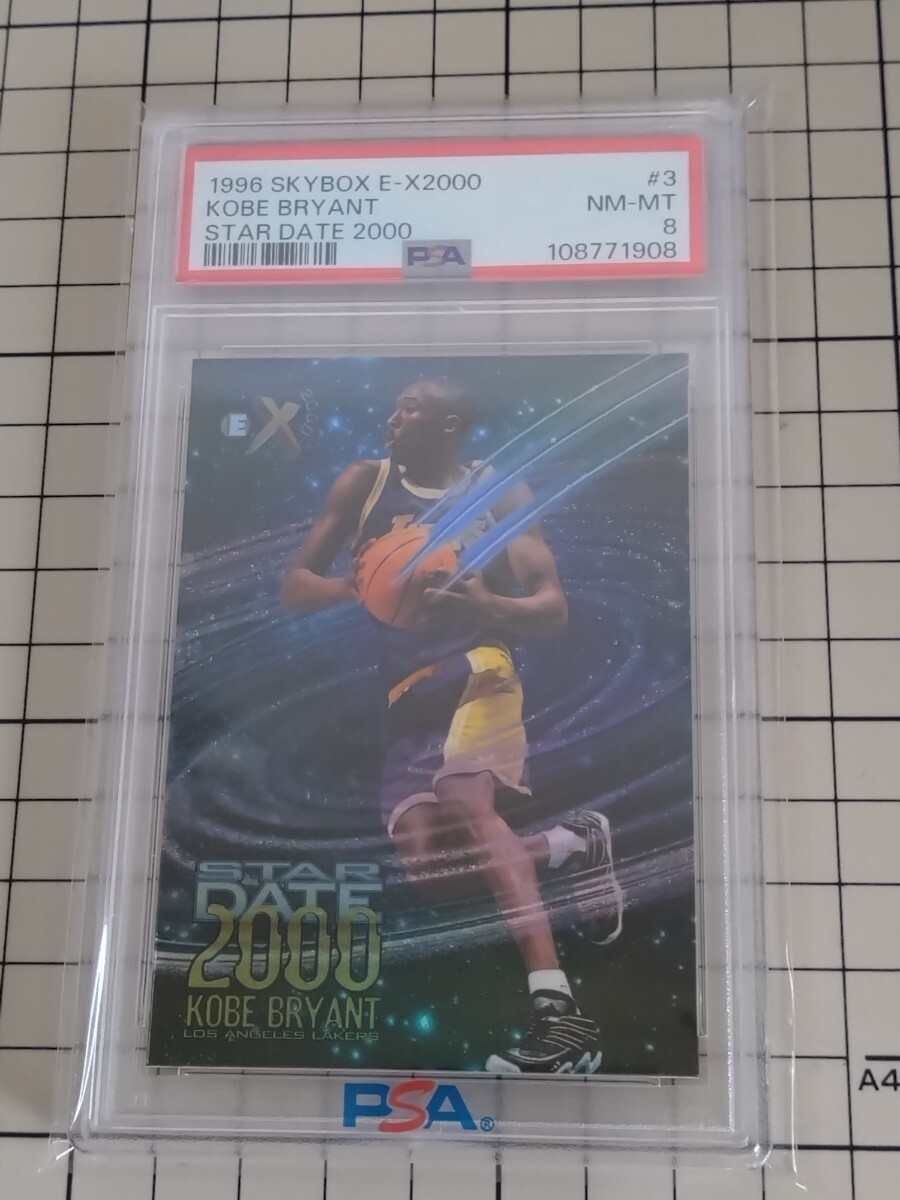 1996 SKYBOX E-X2000 #3
KOBE BRYANT NM-MT
STAR DATE 2000 8
PSA 108771908
E X 2000
STAR
DATE
2000
KOBE BRYANT
LOS ANGELES LAKERS
PSA®
A4